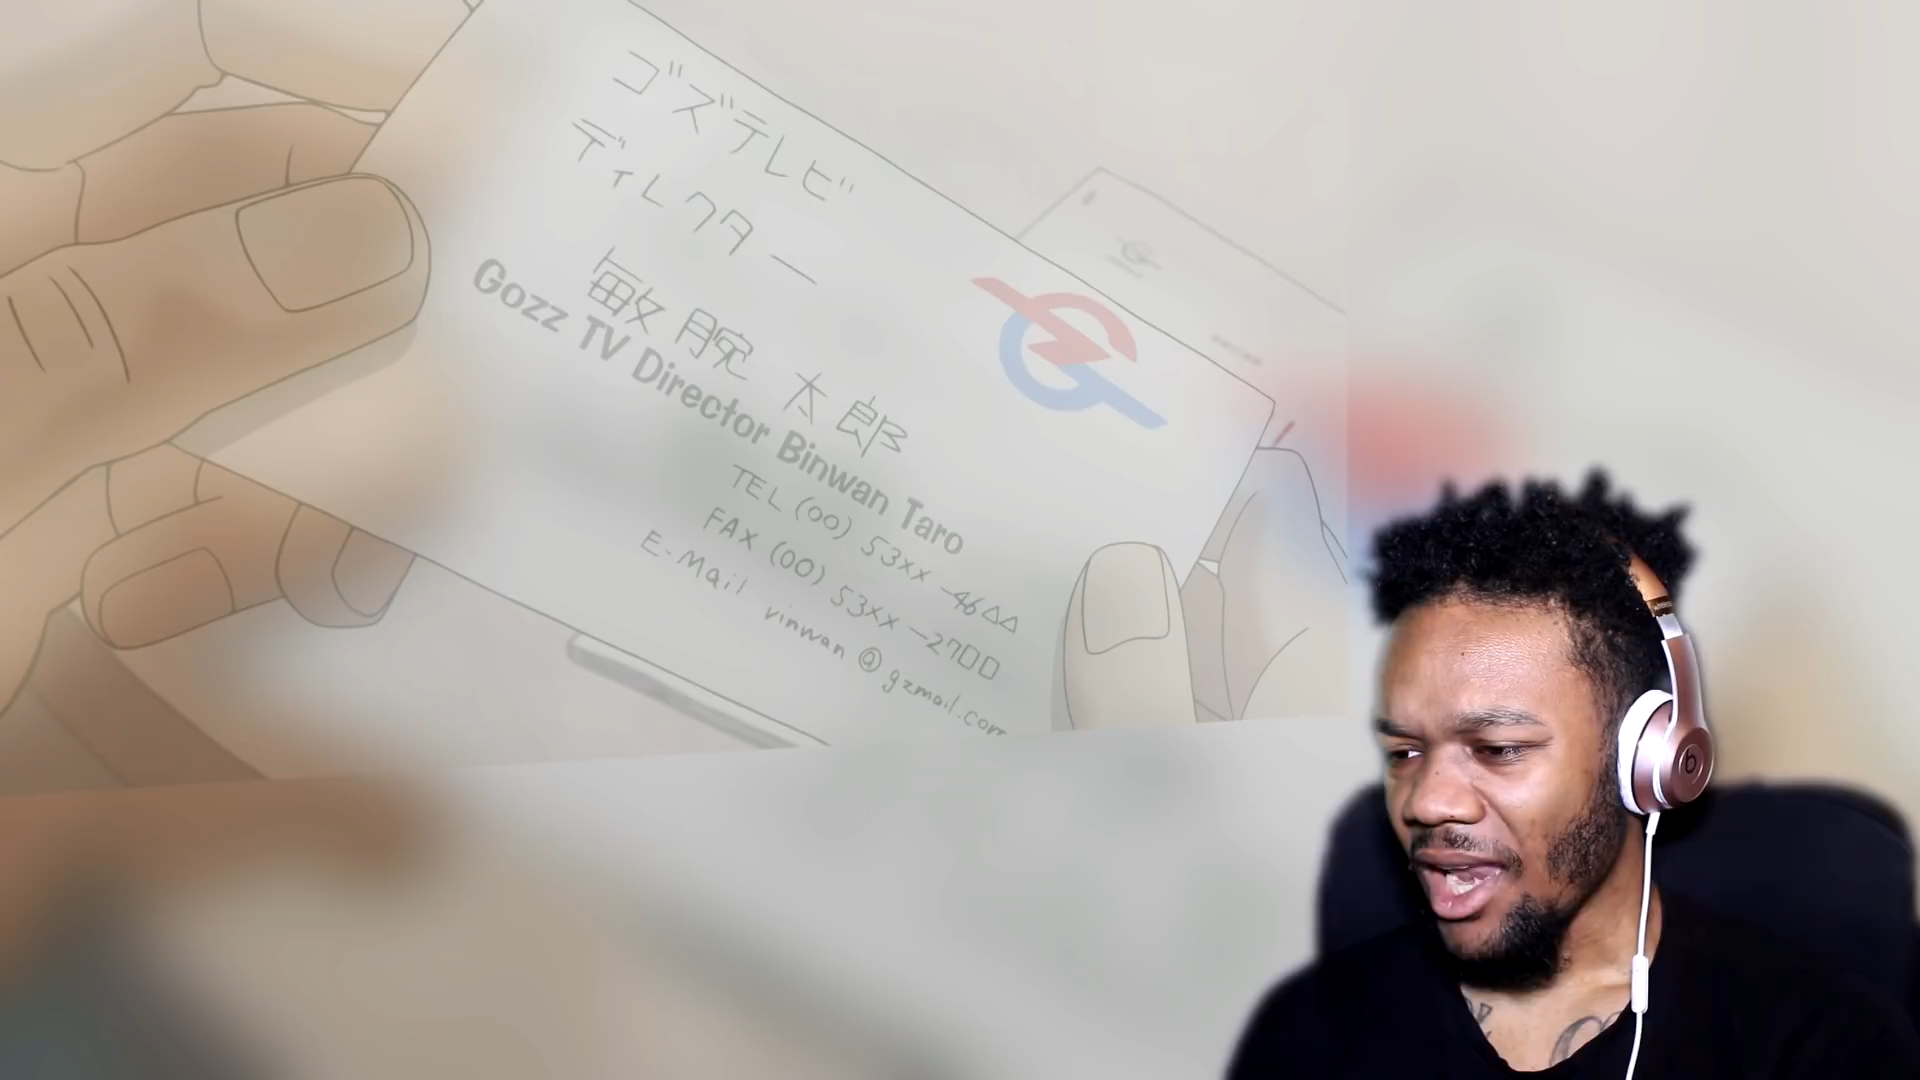 ゴズテレビ
ディレクター
敏腕 太郎
Gozz TV Director Binwan Taro
TEL (00) 53xx-46△△
FAX (00) 53xx-27□□
E-Mail vinwan@gzmail.com